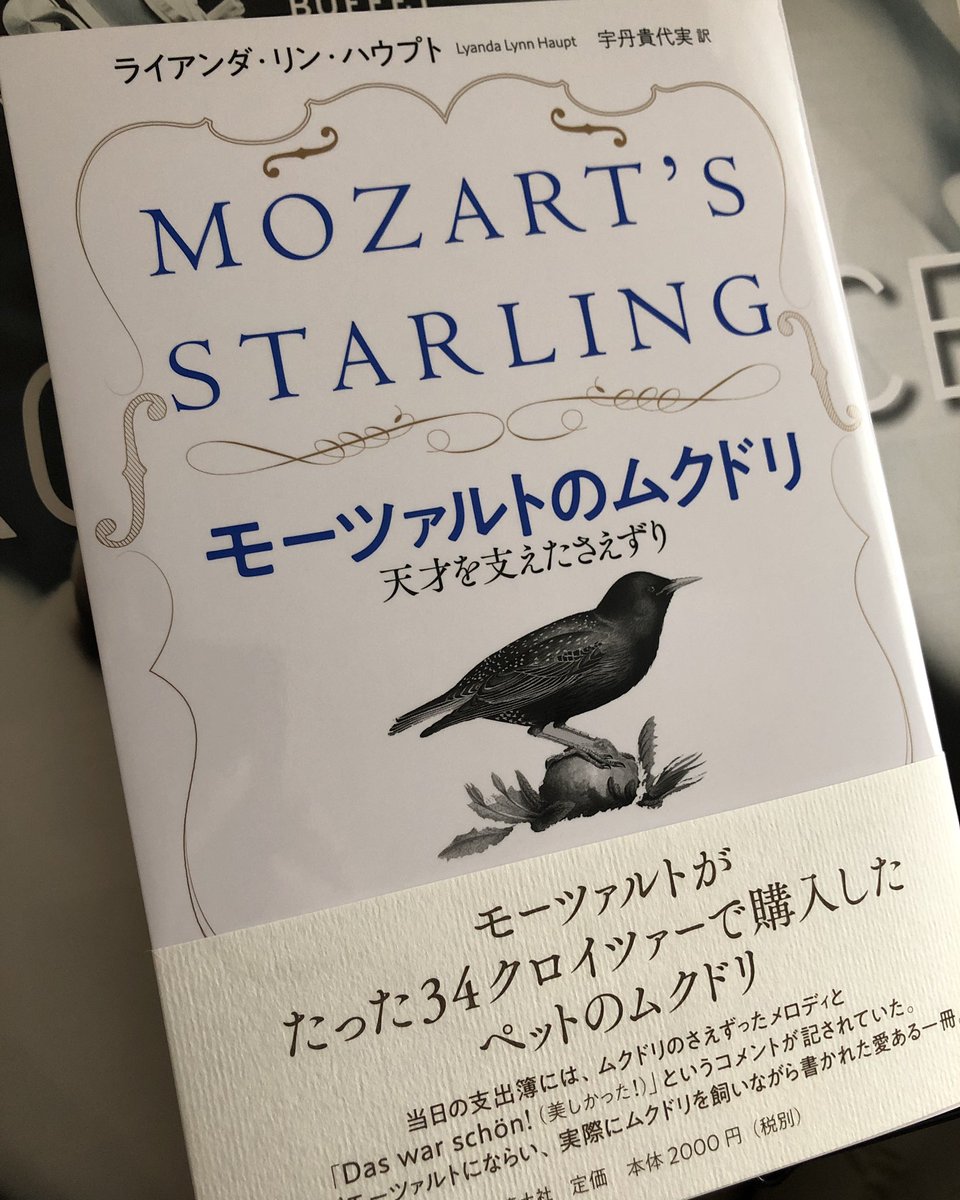 BUFFET
ライアンダ・リン・ハウプト Lyanda Lynn Haupt 宇丹貴代実 訳
MOZART'S
STARLING
モーツァルトのムクドリ
天才を支えたさえずり
モーツァルトが
たった34クロイツァーで購入した
ペットのムクドリ
当日の支出簿には、ムクドリのさえずったメロディと
「Das war schön!(美しかった!)」というコメントが記されていた。
モーツァルトにならい、実際にムクドリを飼いながら書かれた愛ある一冊。
定価 本体2000円(税別)